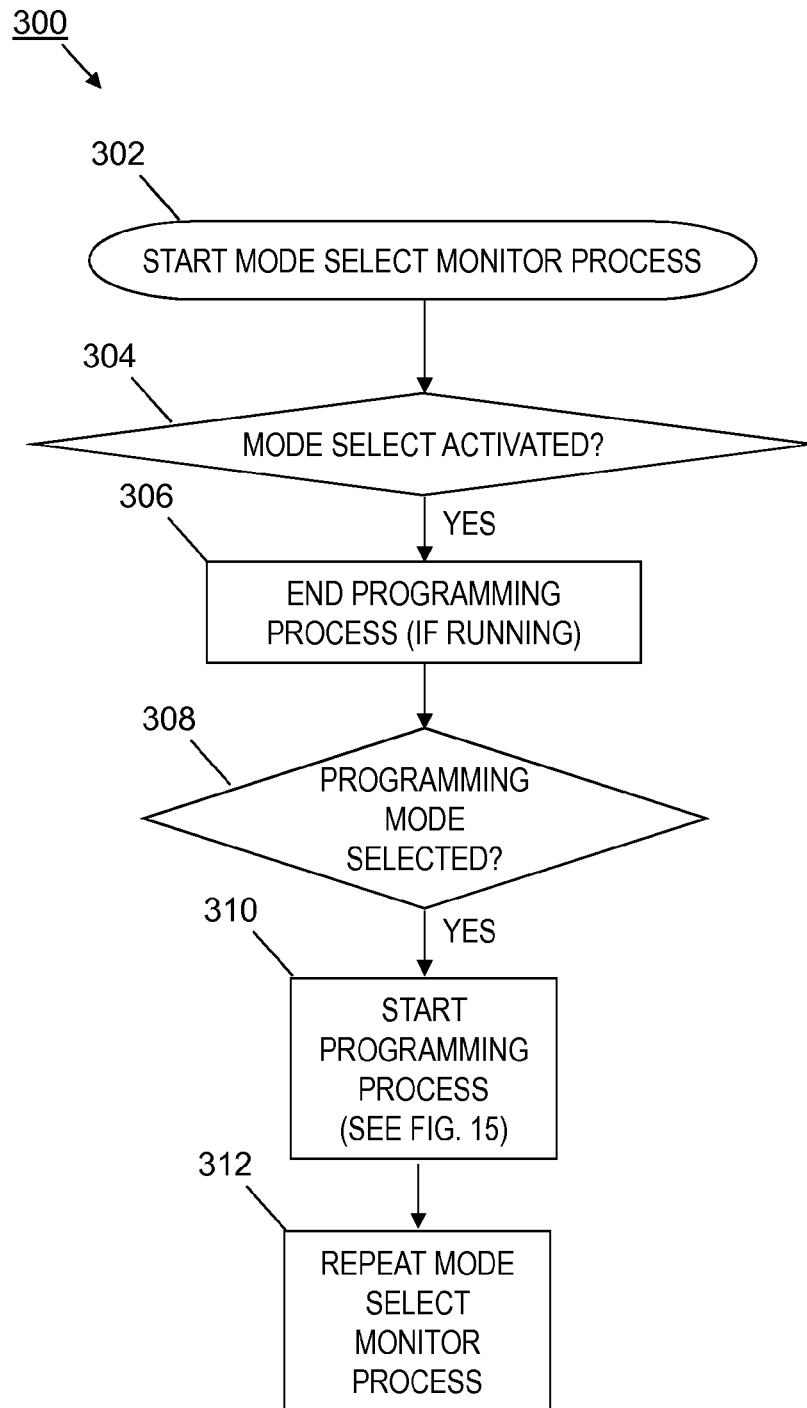 300
302
START MODE SELECT MONITOR PROCESS
304
MODE SELECT ACTIVATED?
306
YES
END PROGRAMMING
PROCESS (IF RUNNING)
308
PROGRAMMING
MODE
SELECTED?
310
YES
START
PROGRAMMING
PROCESS
(SEE FIG. 15)
312
REPEAT MODE
SELECT
MONITOR
PROCESS